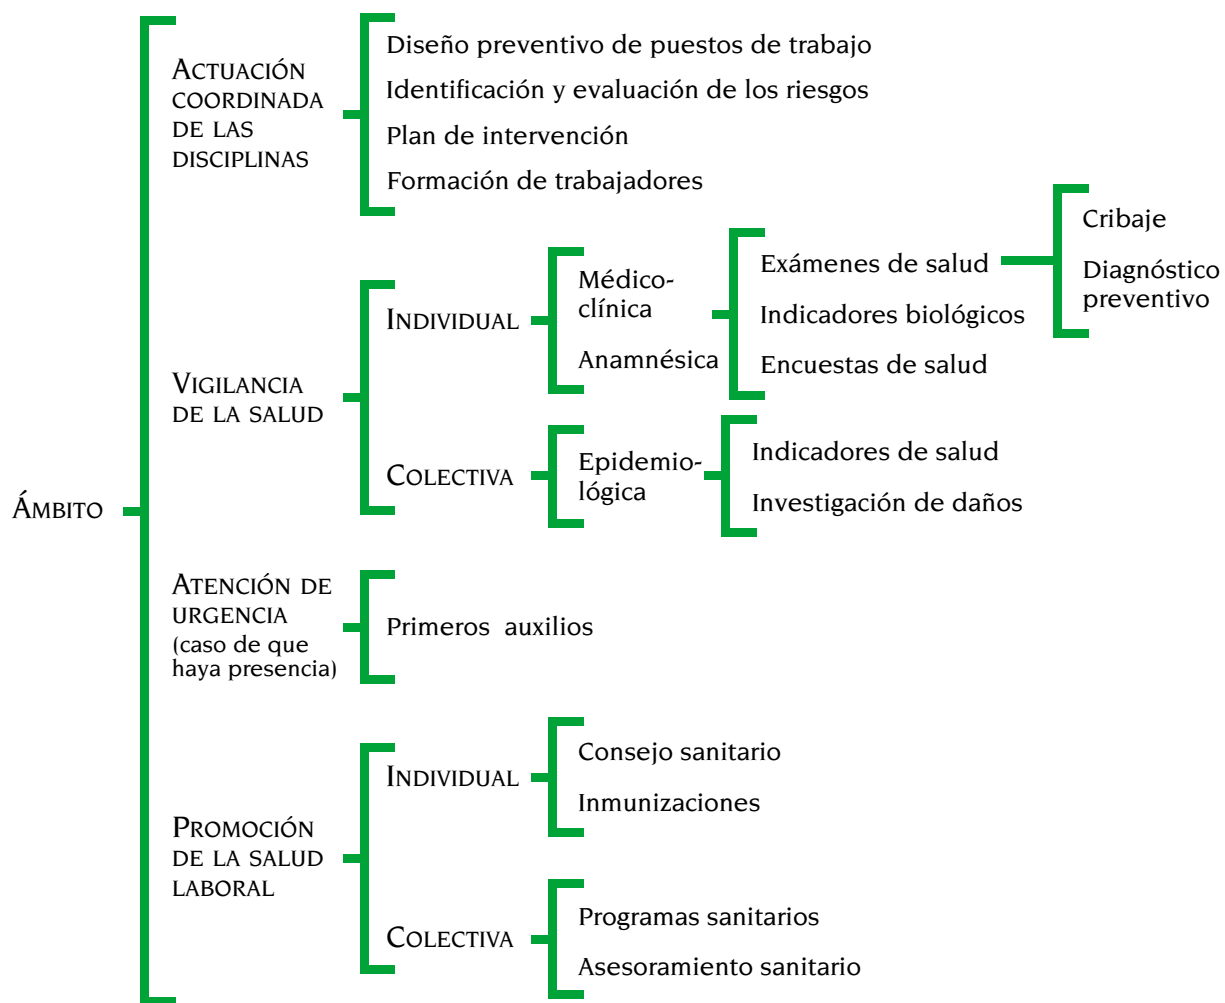 ÁMBITO
ACTUACIÓN
COORDINADA
DE LAS
DISCIPLINAS
Diseño preventivo de puestos de trabajo
Identificación y evaluación de los riesgos
Plan de intervención
Formación de trabajadores
VIGILANCIA
DE LA SALUD
INDIVIDUAL
Médico-
clínica
Anamnésica
Exámenes de salud
Cribaje
Diagnóstico
preventivo
Indicadores biológicos
Encuestas de salud
COLECTIVA
Epidemio-
lógica
Indicadores de salud
Investigación de daños
ATENCIÓN DE
URGENCIA
(caso de que
haya presencia)
Primeros auxilios
PROMOCIÓN
DE LA SALUD
LABORAL
INDIVIDUAL
Consejo sanitario
Inmunizaciones
COLECTIVA
Programas sanitarios
Asesoramiento sanitario